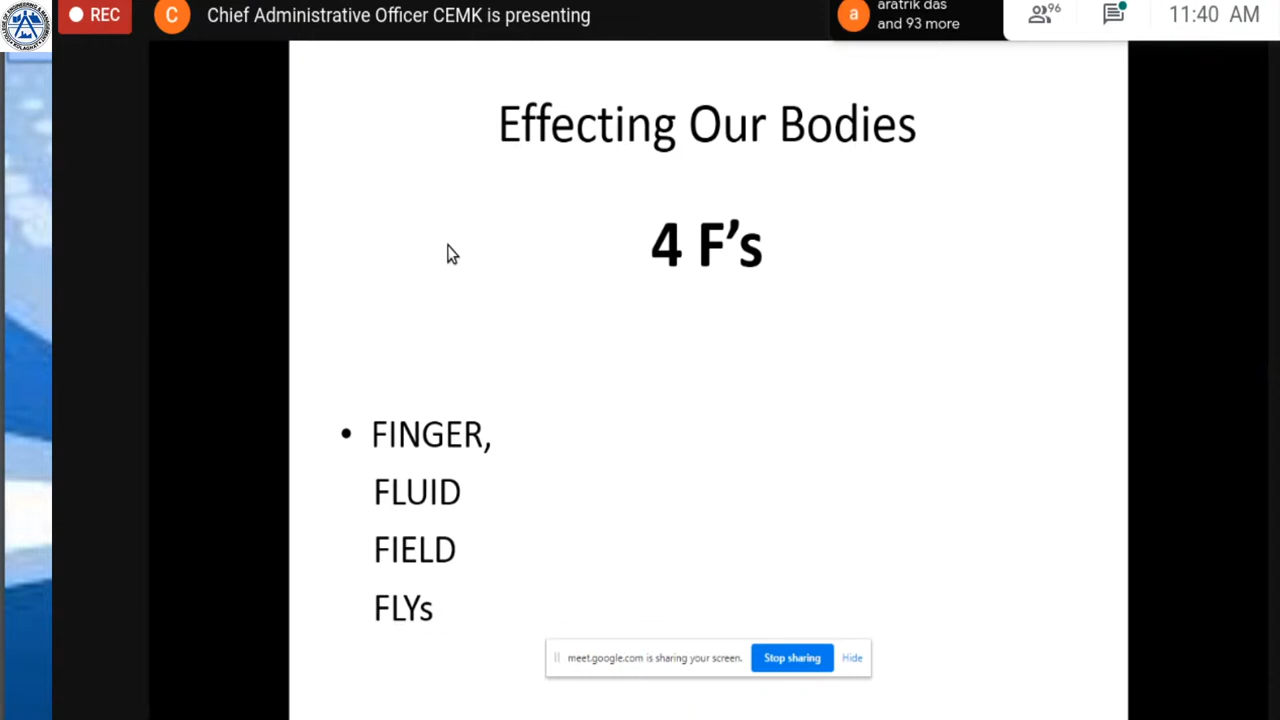 REC
C
Chief Administrative Officer CEMK is presenting
a
aratrik das
and 93 more
96
11:40 AM
Effecting Our Bodies
4 F's
• FINGER,
FLUID
FIELD
FLYs
meet.google.com is sharing your screen.
Stop sharing
Hide